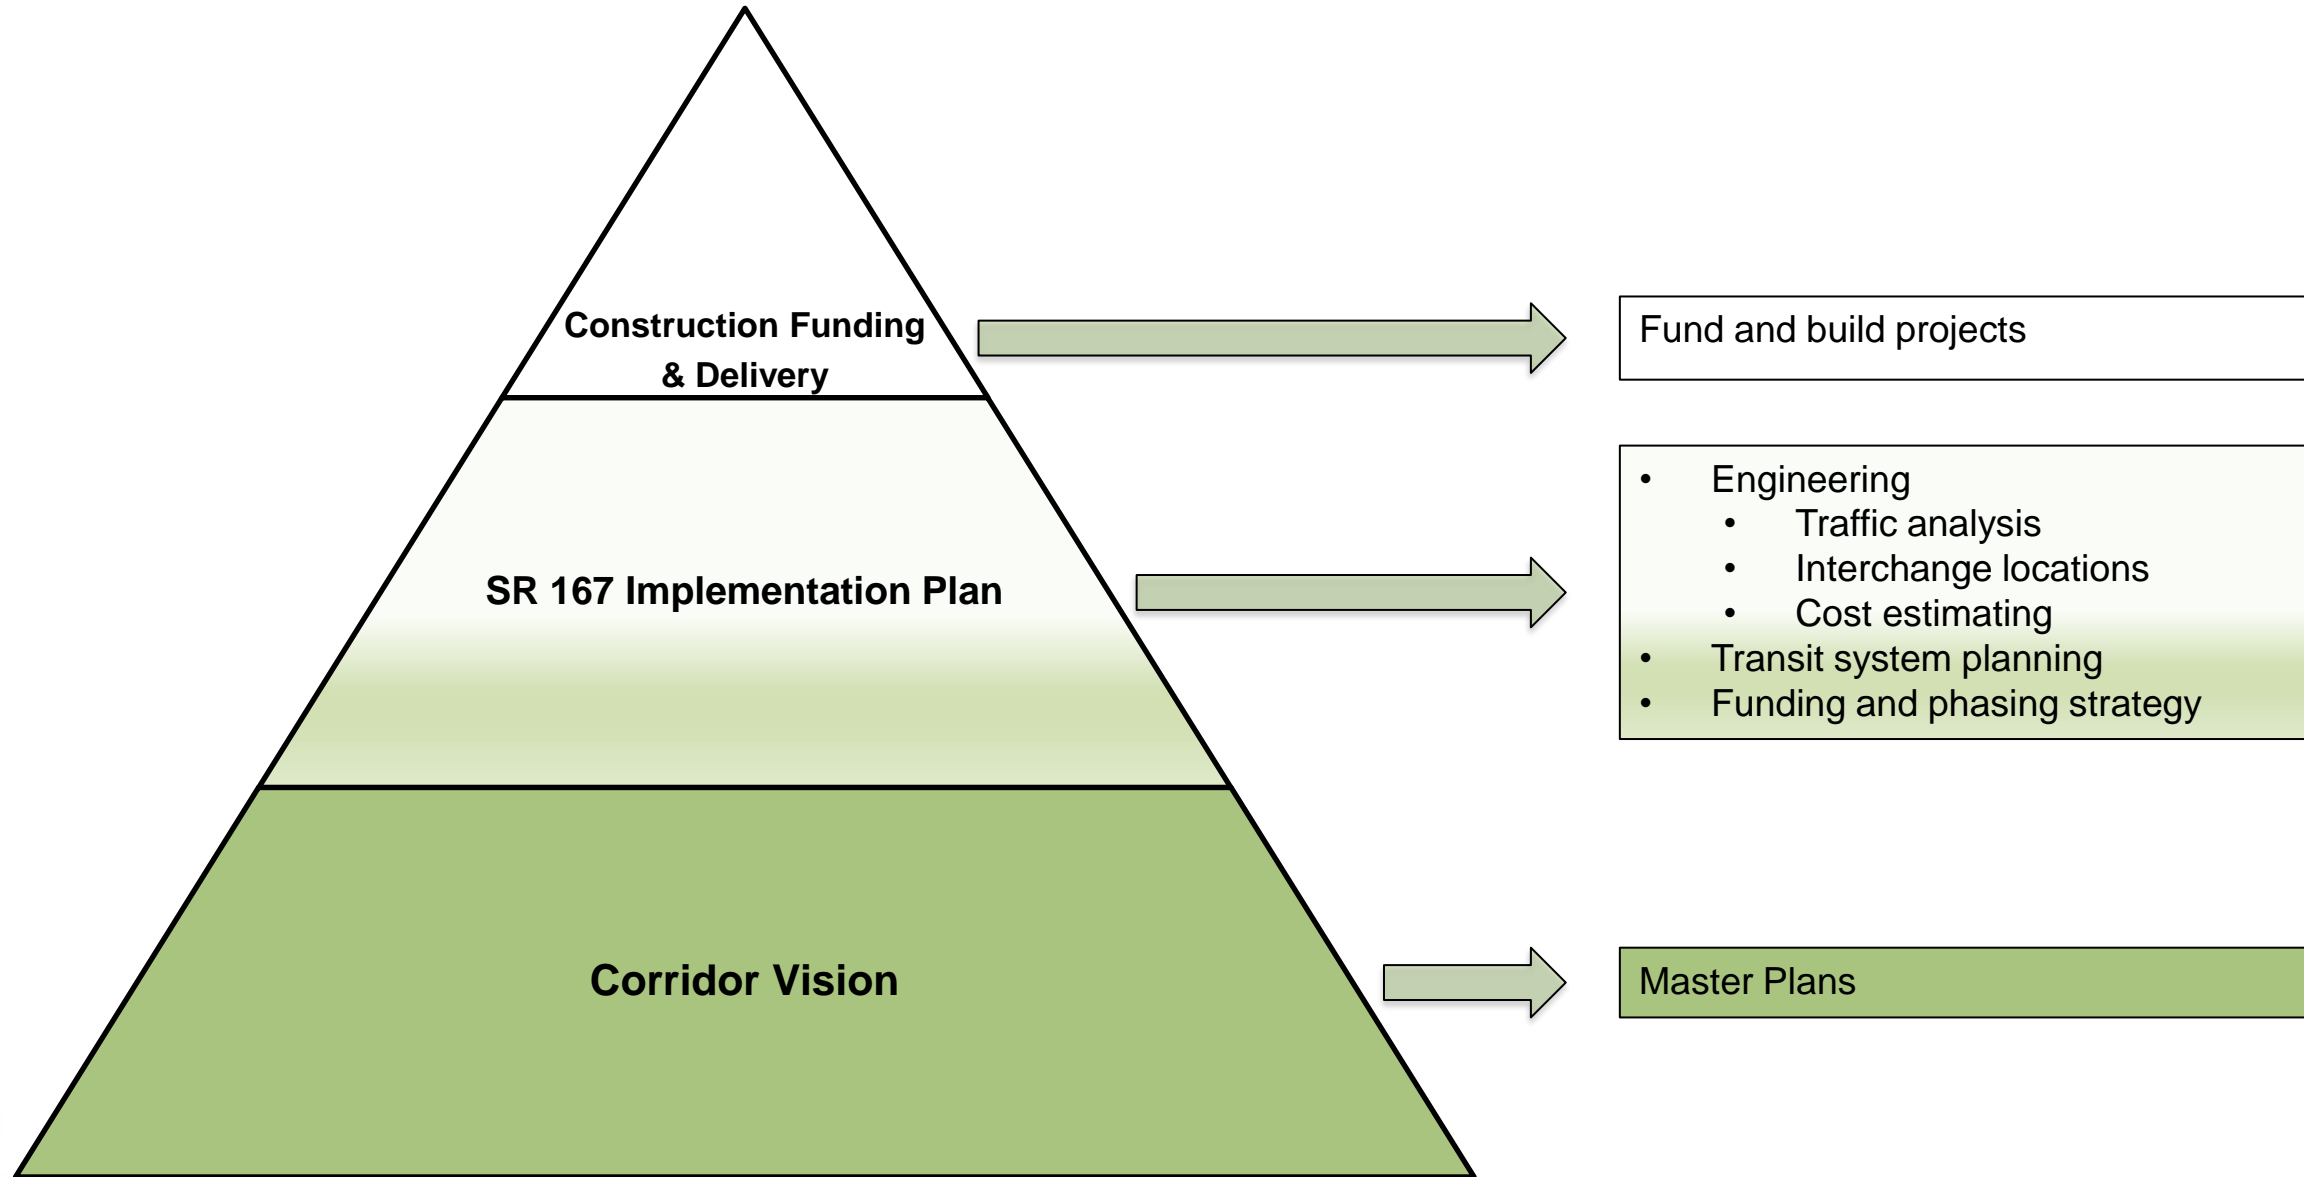 Construction Funding
& Delivery
Fund and build projects
SR 167 Implementation Plan
• Engineering
• Traffic analysis
• Interchange locations
• Cost estimating
• Transit system planning
• Funding and phasing strategy
Corridor Vision
Master Plans